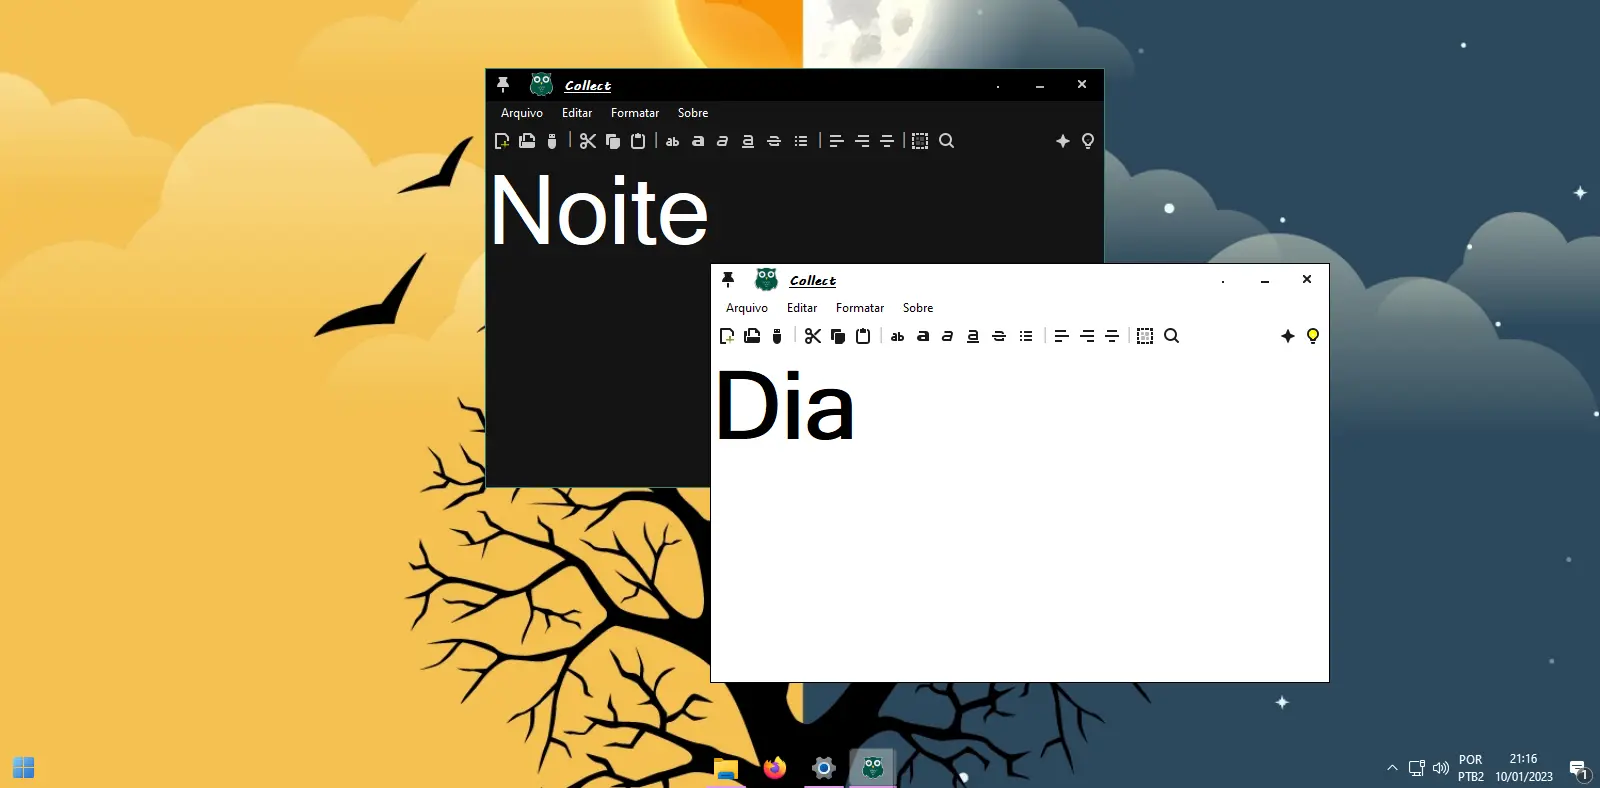 Collect
Arquivo Editar Formatar Sobre
ab a a a
Noite
Collect
Arquivo Editar Formatar Sobre
ab a a a
Dia
POR
PTB2
21:16
10/01/2023
1